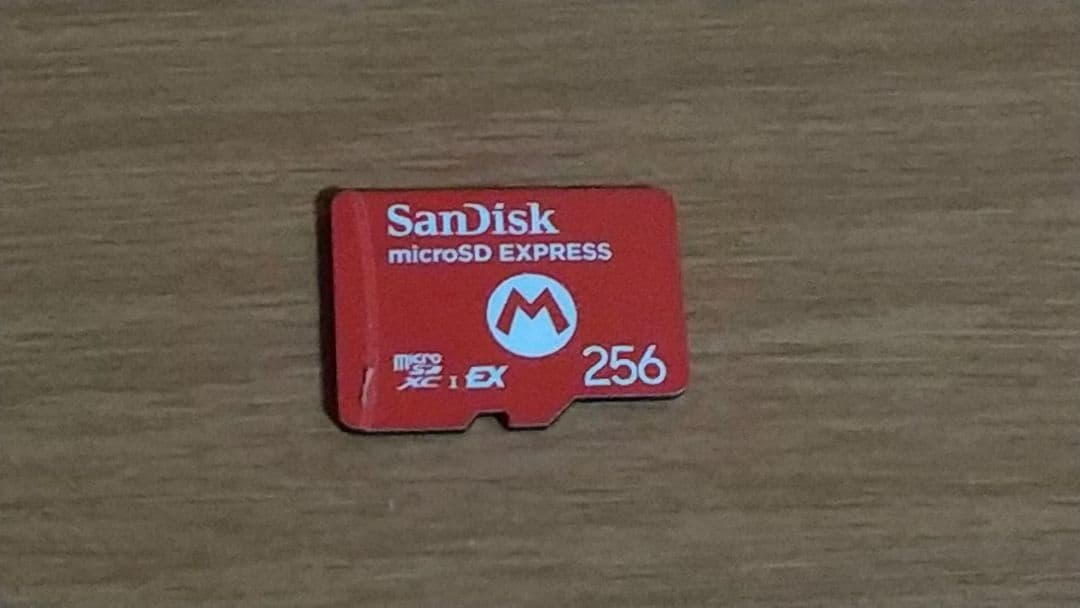 SanDisk
microSD EXPRESS
M
micro SD XC I EX
256